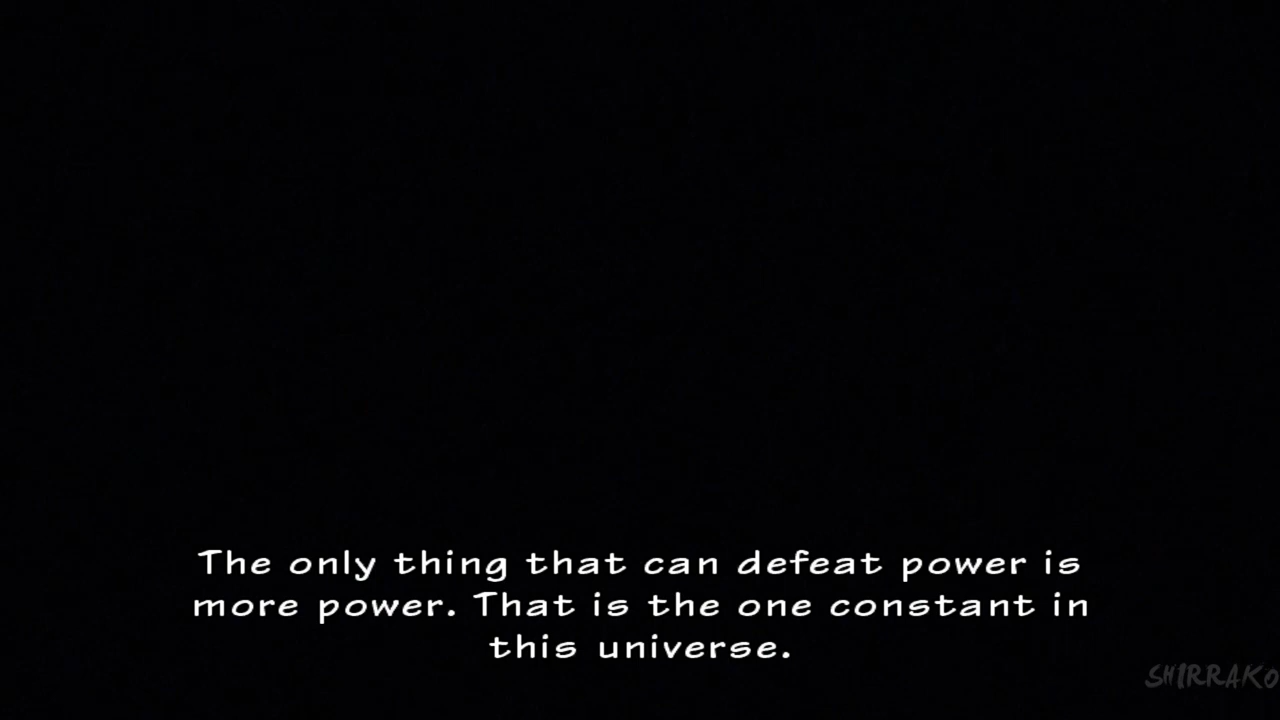 The only thing that can defeat power is
more power. That is the one constant in
this universe.
SHIRRAKO